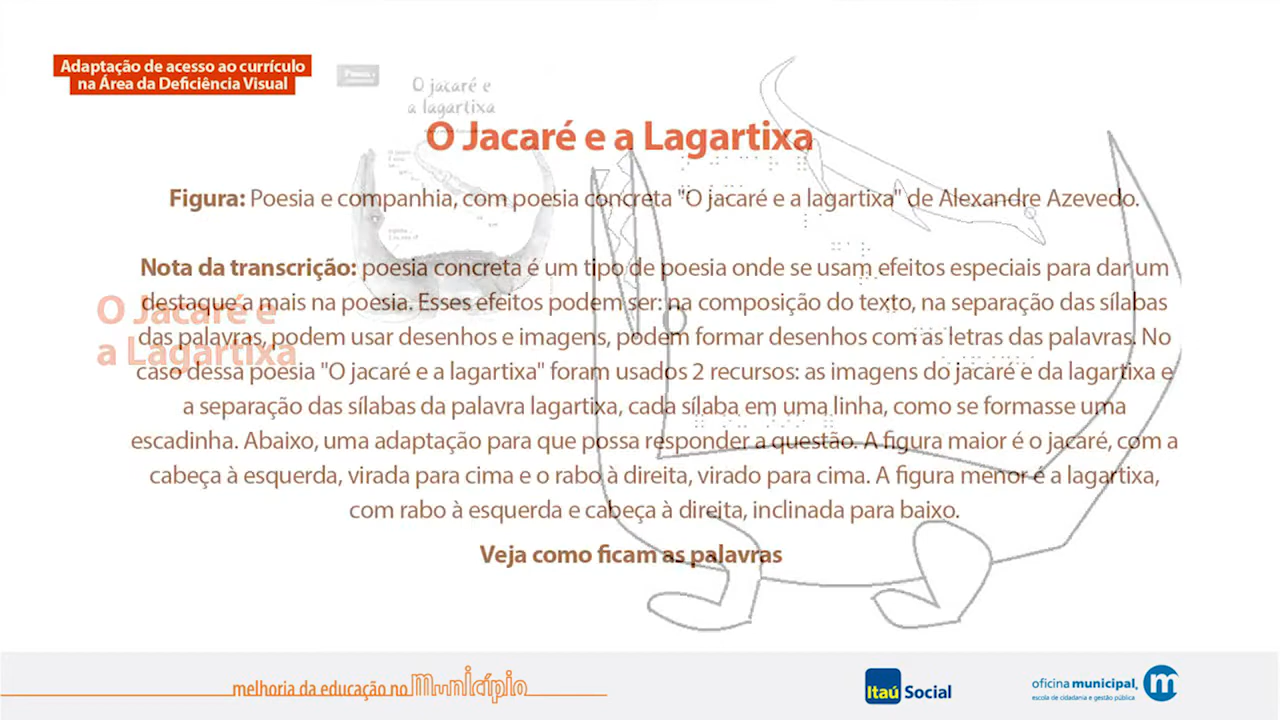 Adaptação de acesso ao currículo
na Área da Deficiência Visual
O jacaré e
a lagartixa
O Jacaré e a Lagartixa
Figura: Poesia e companhia, com poesia concreta "O jacaré e a lagartixa" de Alexandre Azevedo.
Nota da transcrição: poesia concreta é um tipo de poesia onde se usam efeitos especiais para dar um
destaque a mais na poesia. Esses efeitos podem ser: na composição do texto, na separação das sílabas
das palavras, podem usar desenhos e imagens, podem formar desenhos com as letras das palavras. No
caso dessa poesia "O jacaré e a lagartixa" foram usados 2 recursos: as imagens do jacaré e da lagartixa e
a separação das sílabas da palavra lagartixa, cada sílaba em uma linha, como se formasse uma
escadinha. Abaixo, uma adaptação para que possa responder a questão. A figura maior é o jacaré, com a
cabeça à esquerda, virada para cima e o rabo à direita, virado para cima. A figura menor é a lagartixa,
com rabo à esquerda e cabeça à direita, inclinada para baixo.
Veja como ficam as palavras
O Jacaré e
a Lagartixa
melhoria da educação no município
Itaú Social
oficina municipal,
escola de cidadania e gestão pública
m